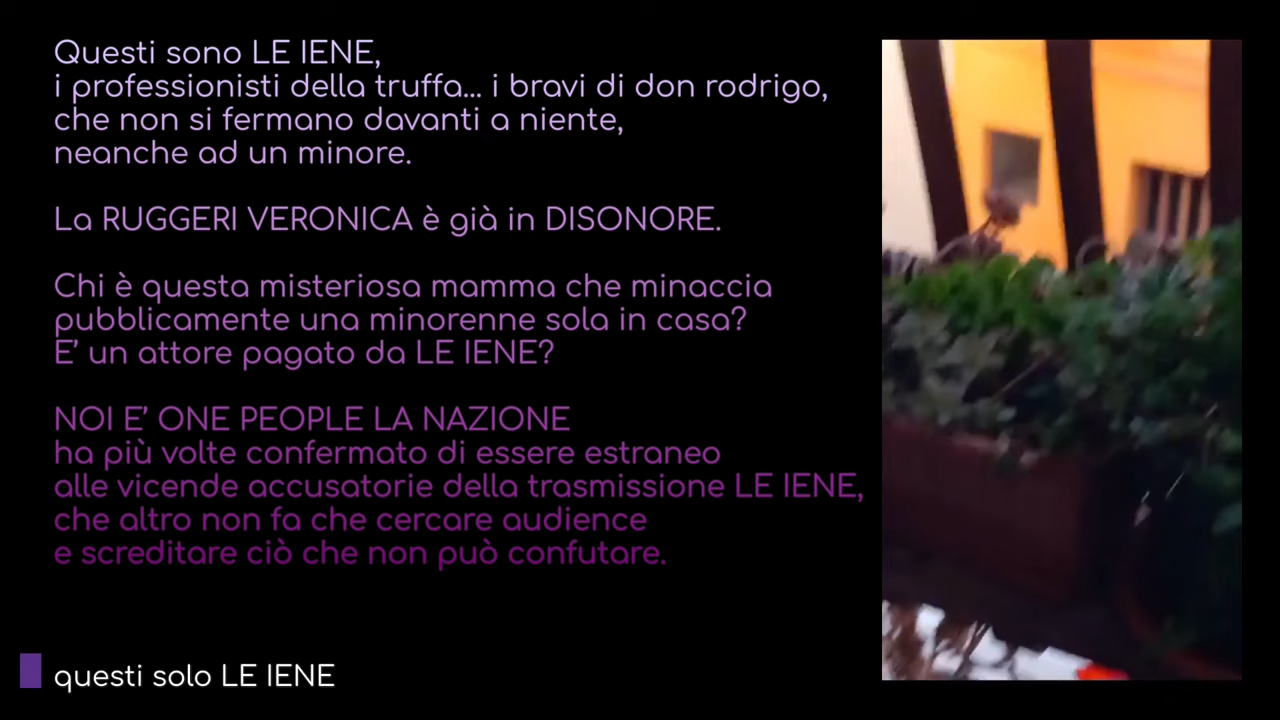 Questi sono LE IENE,
i professionisti della truffa... i bravi di don rodrigo,
che non si fermano davanti a niente,
neanche ad un minore.
La RUGGERI VERONICA è già in DISONORE.
Chi è questa misteriosa mamma che minaccia
pubblicamente una minorenne sola in casa?
E' un attore pagato da LE IENE?
NOI E' ONE PEOPLE LA NAZIONE
ha più volte confermato di essere estraneo
alle vicende accusatorie della trasmissione LE IENE,
che altro non fa che cercare audience
e screditare ciò che non può confutare.
questi solo LE IENE